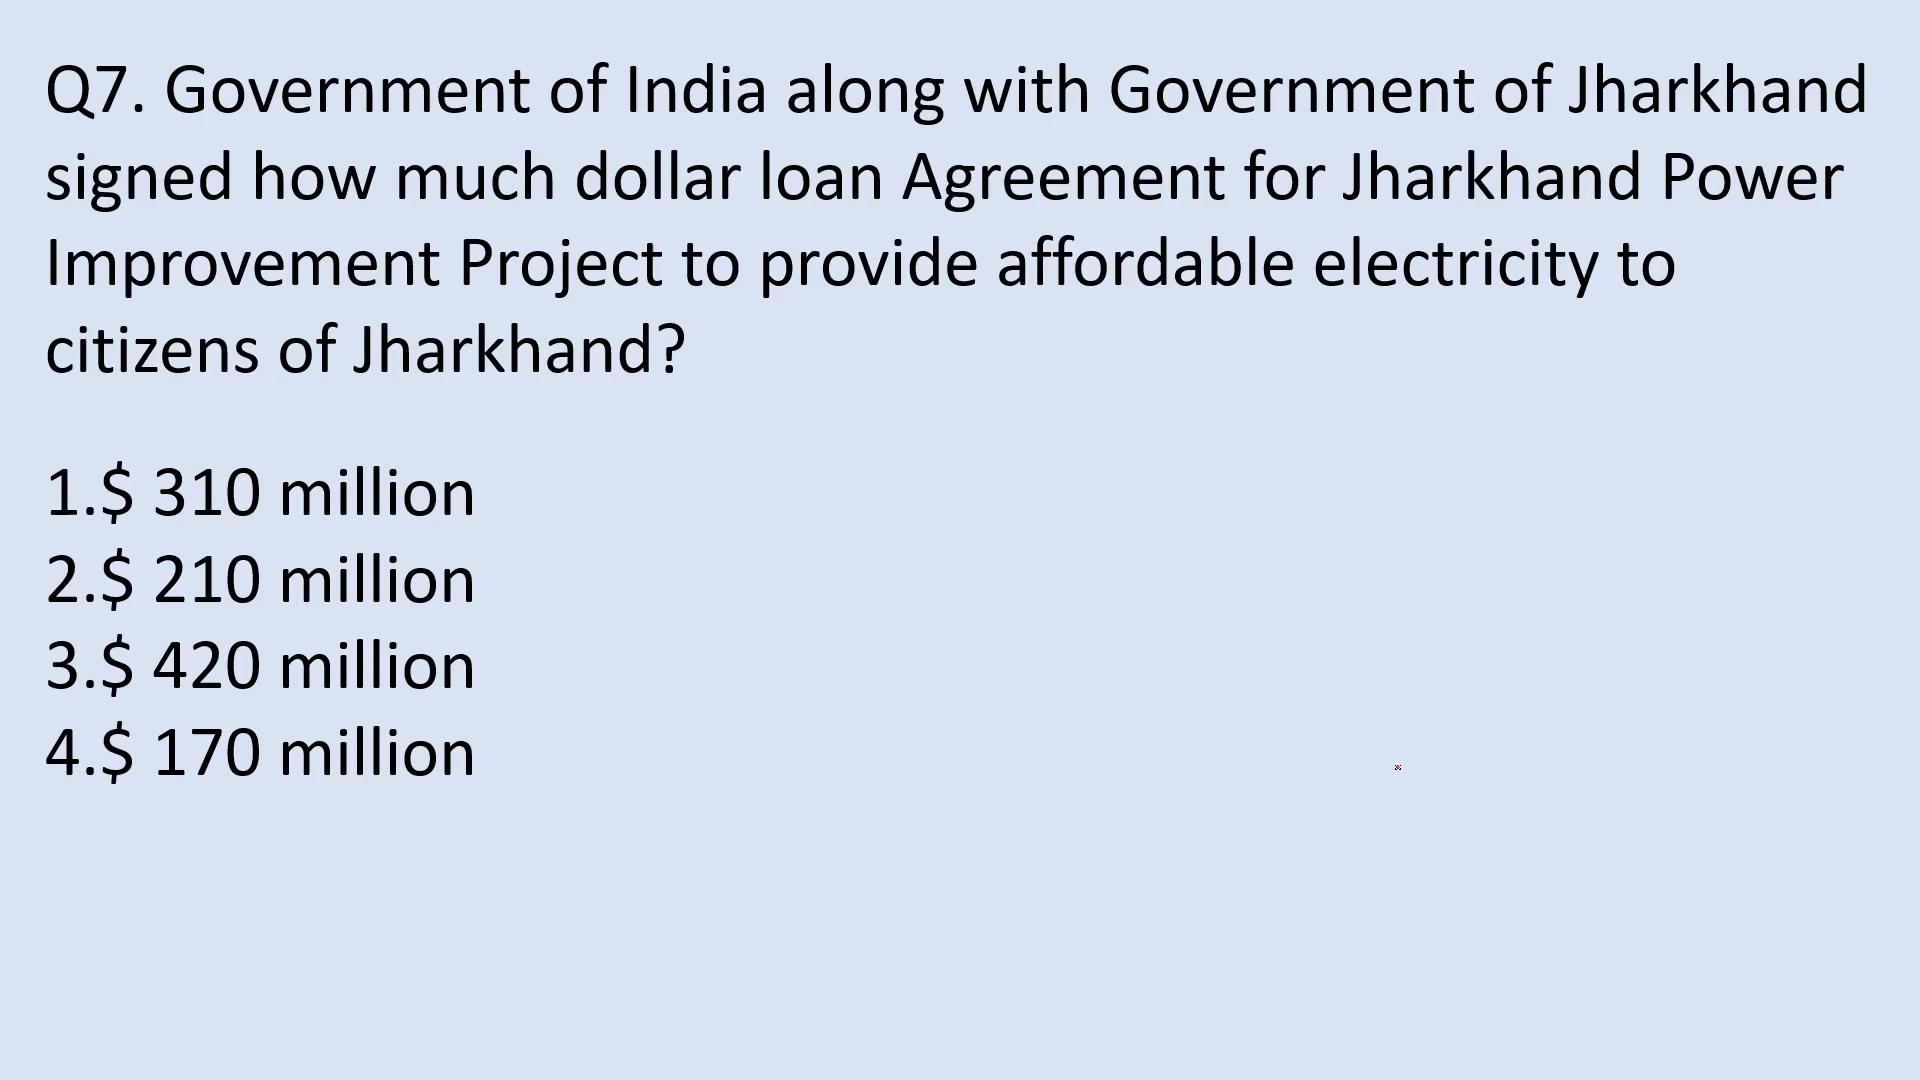 Q7. Government of India along with Government of Jharkhand
signed how much dollar loan Agreement for Jharkhand Power
Improvement Project to provide affordable electricity to
citizens of Jharkhand?
1.$ 310 million
2.$ 210 million
3.$ 420 million
4.$ 170 million